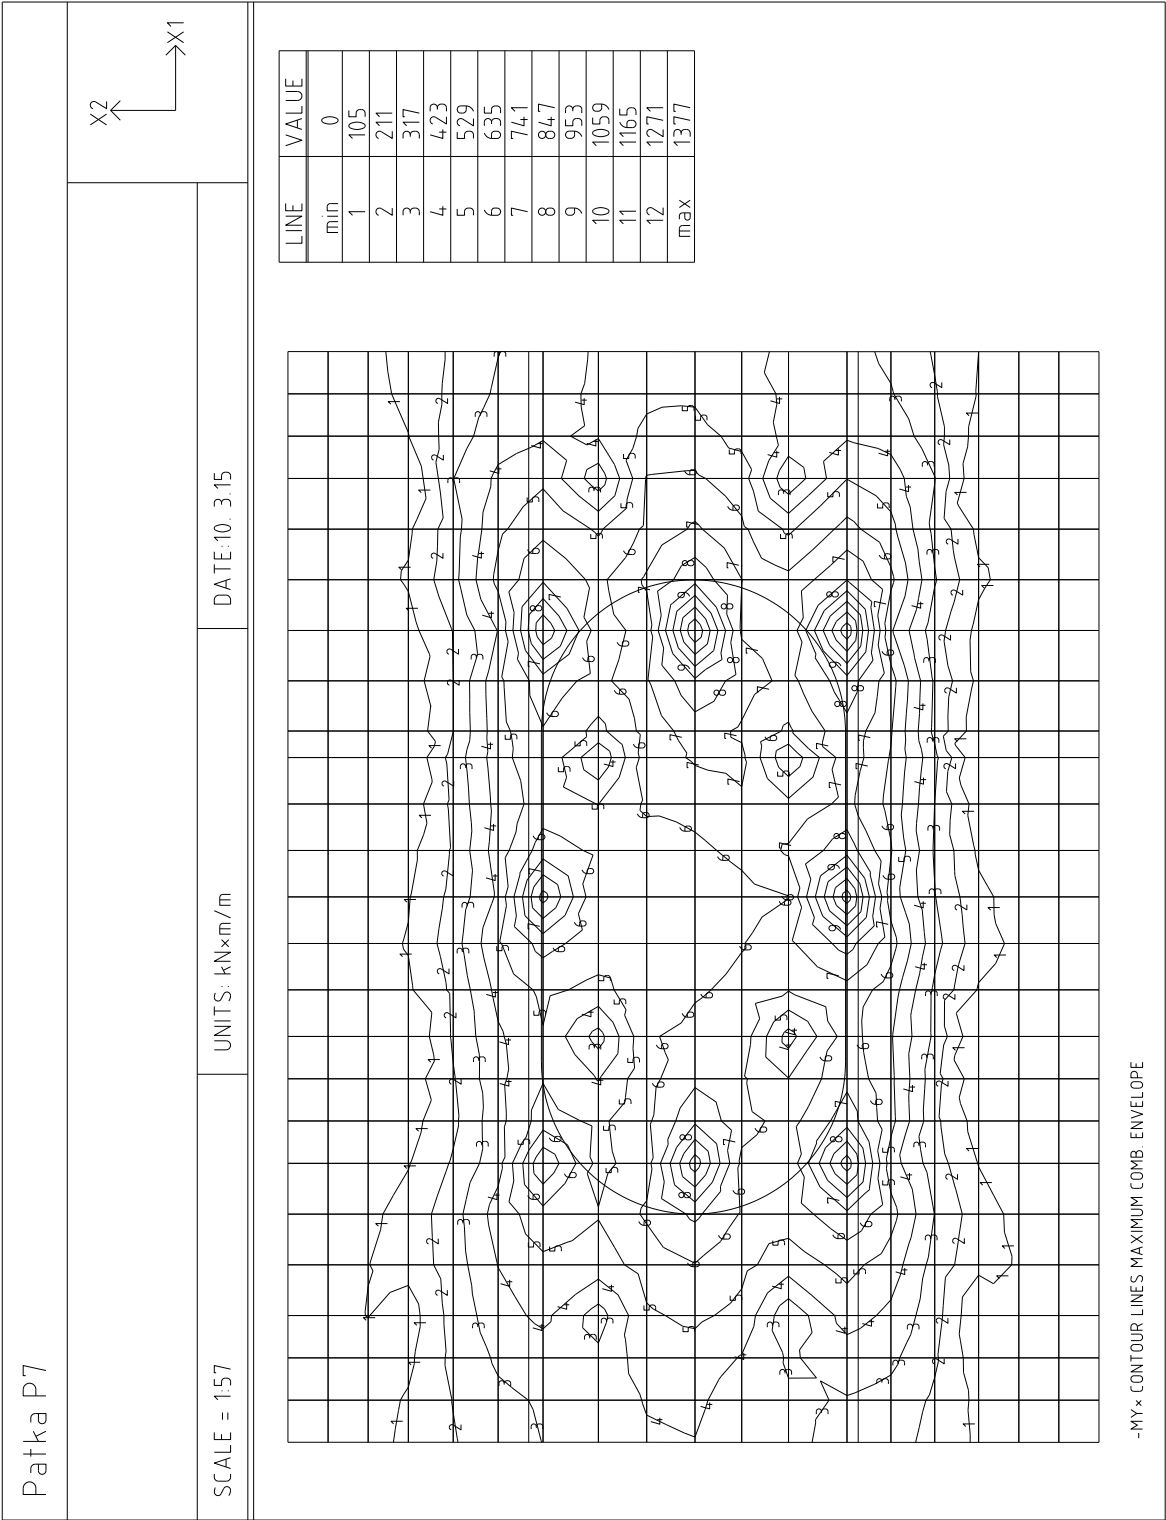 Patka P7
SCALE = 1:57
UNITS: kN×m/m
DATE:10. 3.15
X2
X1
LINE VALUE
min 0
1 105
2 211
3 317
4 423
5 529
6 635
7 741
8 847
9 953
10 1059
11 1165
12 1271
max 1377
-MY× CONTOUR LINES MAXIMUM COMB. ENVELOPE